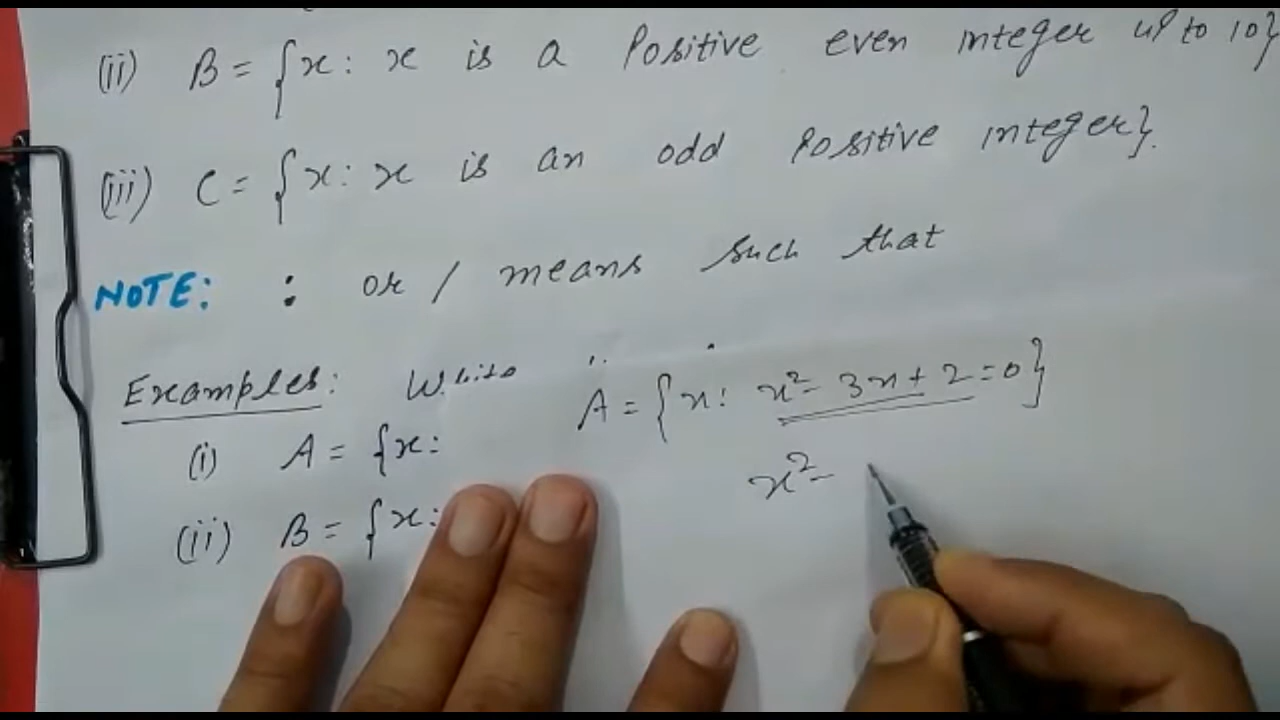 (ii) B = {x : x is a Positive even integer up to 10}
(iii) C = {x : x is an odd Positive integer}.
NOTE: : or / means such that
Examples: Write
A = {x : x² - 3x + 2 = 0}
(i) A = {x :
x² -
(ii) B = {x :